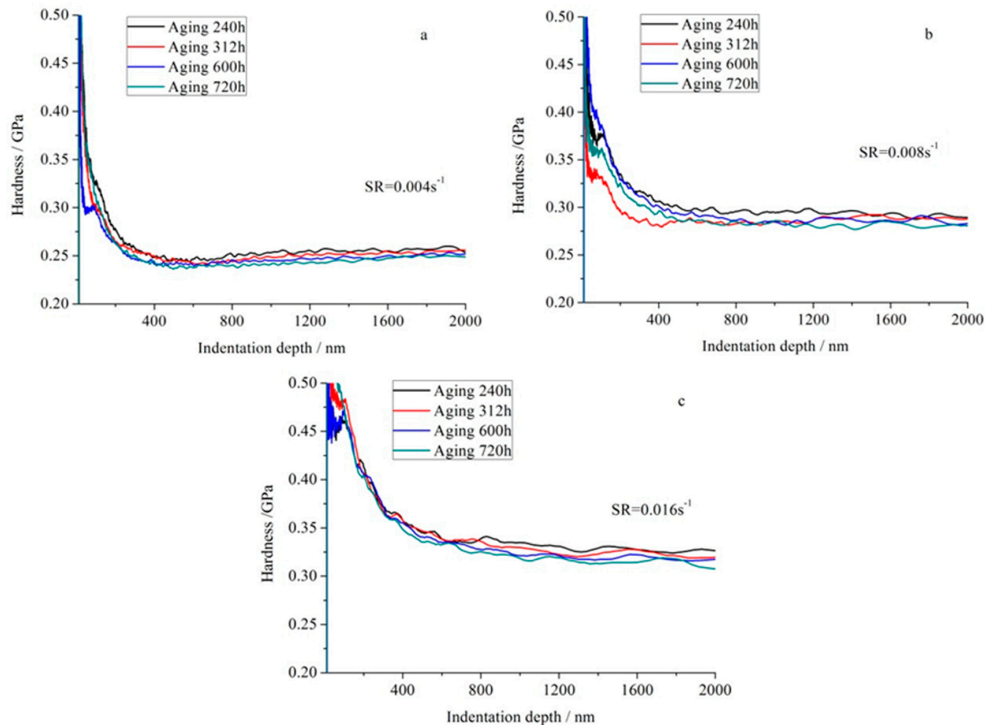 0.50
0.45
0.40
0.35
0.30
0.25
0.20
Hardness / GPa
Aging 240h
Aging 312h
Aging 600h
Aging 720h
a
SR=0.004s⁻¹
400 800 1200 1600 2000
Indentation depth / nm
0.50
0.45
0.40
0.35
0.30
0.25
0.20
Hardness / GPa
Aging 240h
Aging 312h
Aging 600h
Aging 720h
b
SR=0.008s⁻¹
400 800 1200 1600 2000
Indentation depth / nm
0.50
0.45
0.40
0.35
0.30
0.25
0.20
Hardness /GPa
Aging 240h
Aging 312h
Aging 600h
Aging 720h
c
SR=0.016s⁻¹
400 800 1200 1600 2000
Indentation depth / nm